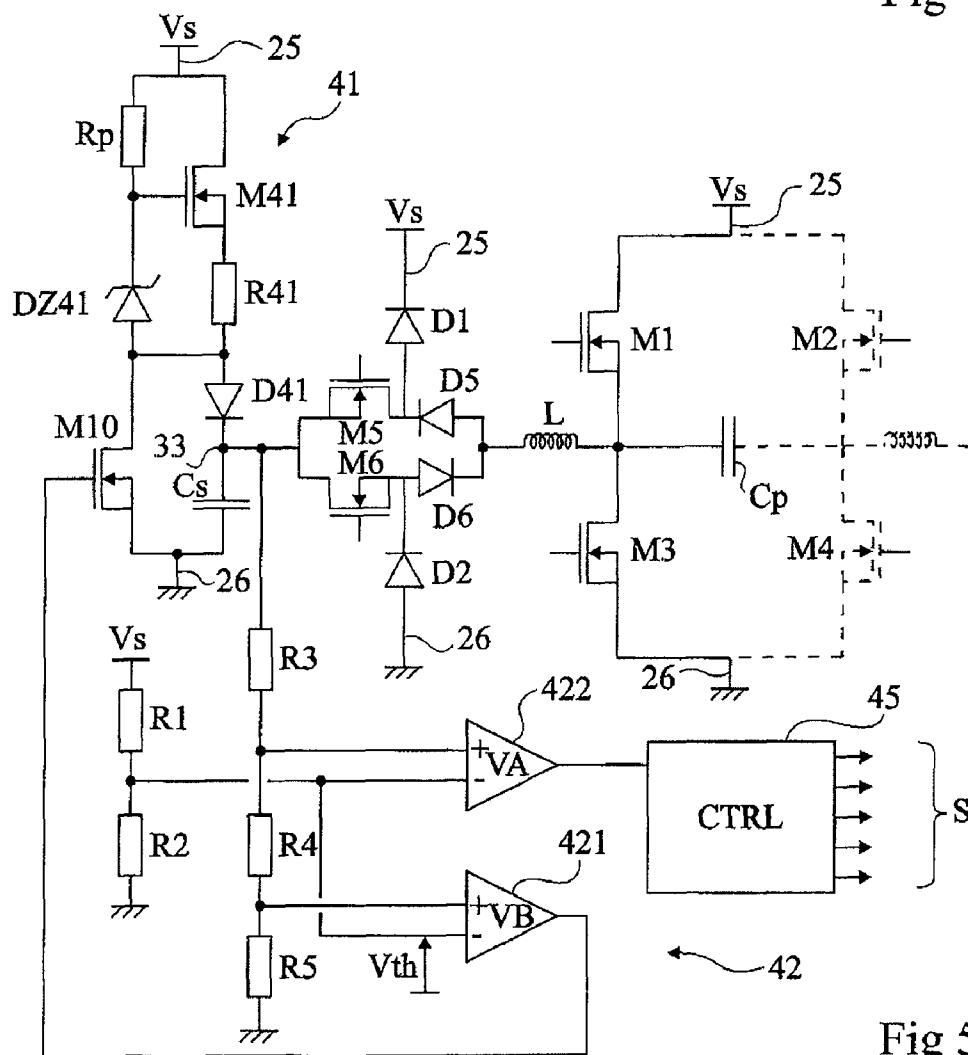 Fig
Vs
25
41
Rp
M41
Vs
25
Vs
25
DZ41
R41
D1
M1
M2
D41
D5
M10
33
M5
L
Cs
M6
D6
Cp
M3
M4
26
D2
Vs
R3
26
26
422
45
R1
+
VA
-
CTRL
S
R2
R4
421
+
VB
-
R5
Vth
42
Fig 5